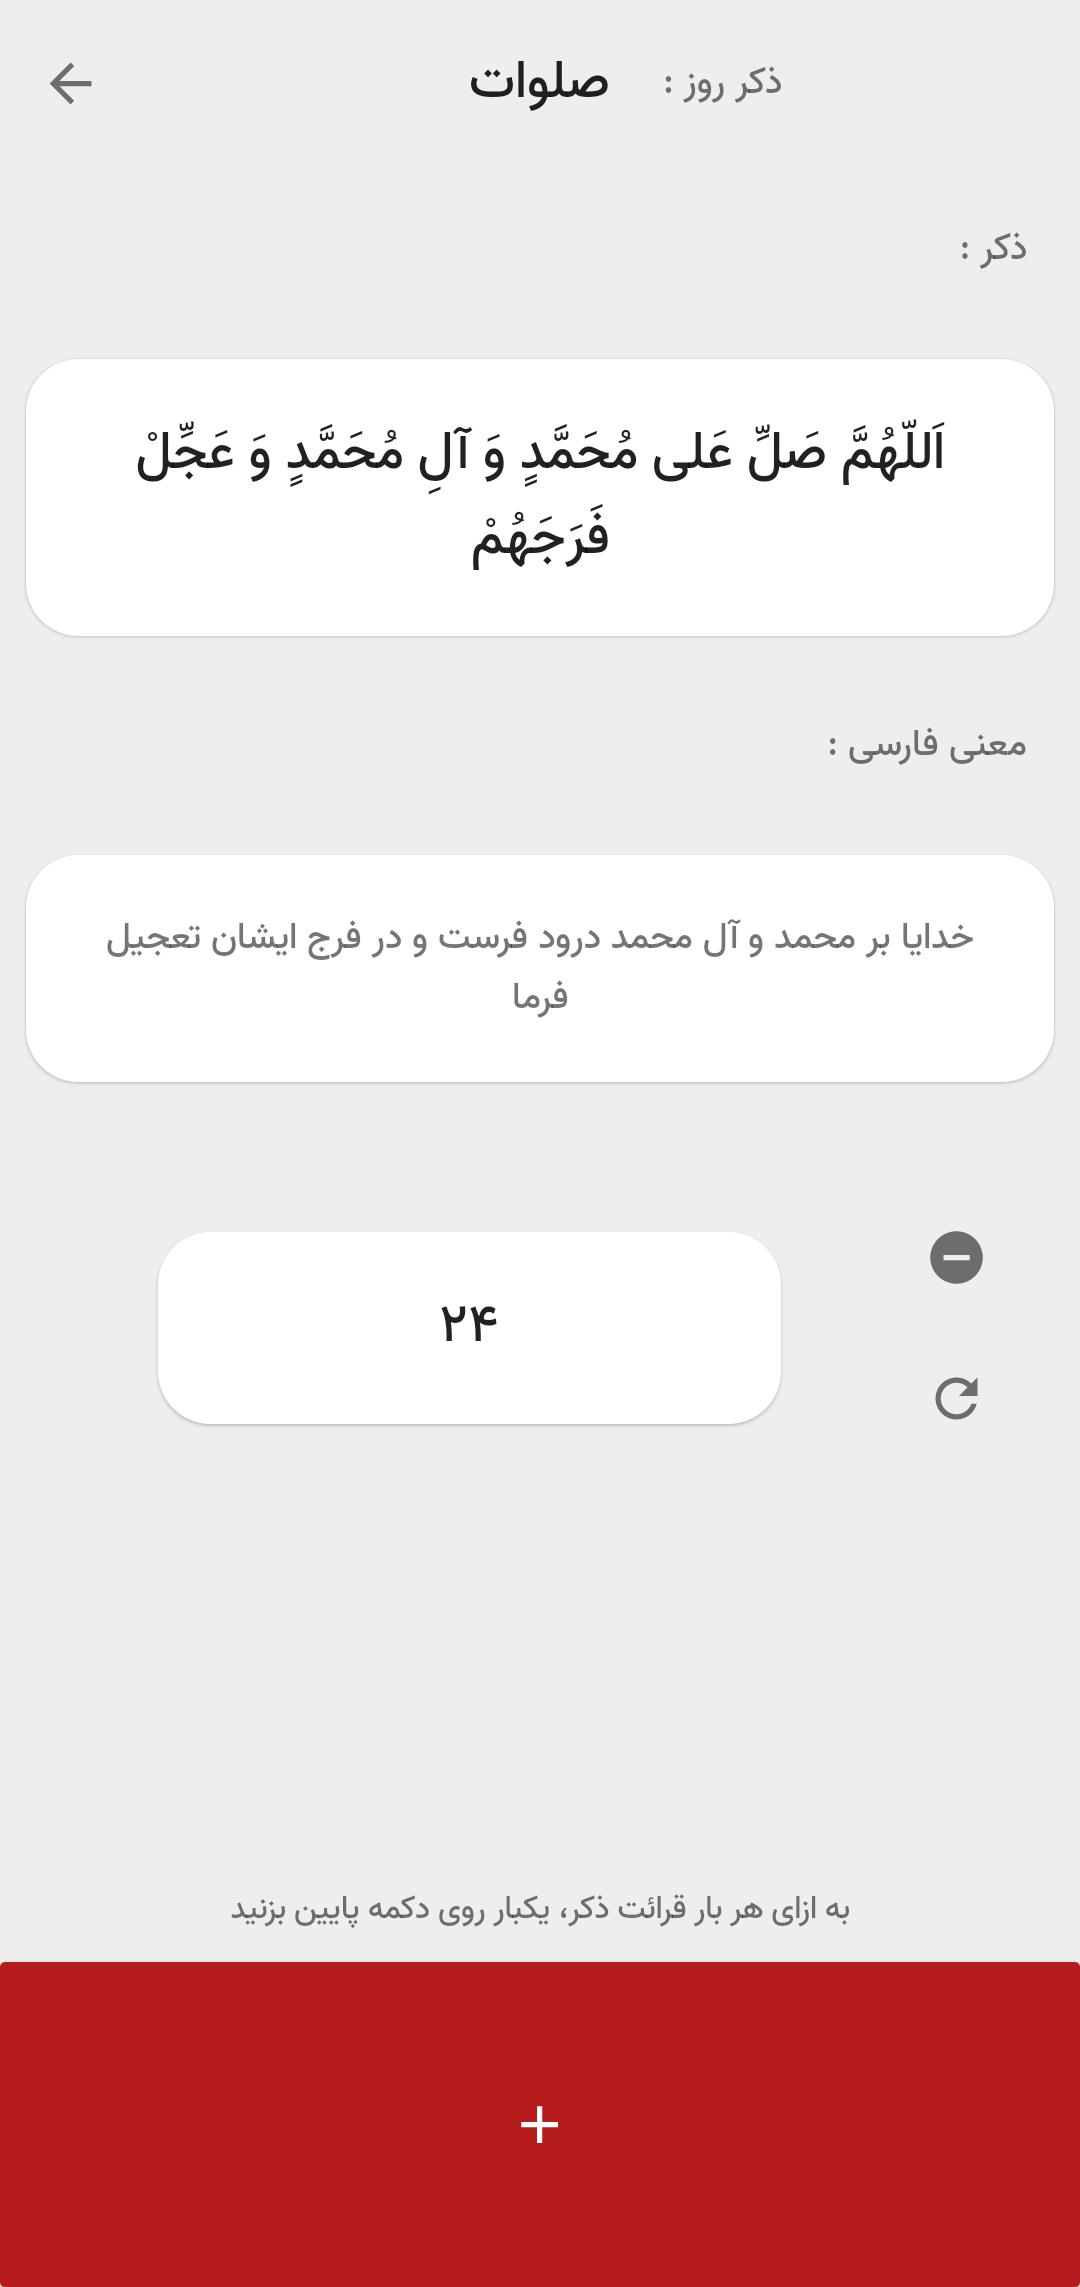 ذکر روز : صلوات
ذکر :
اَللّهُمَّ صَلِّ عَلی مُحَمَّدٍ وَ آلِ مُحَمَّدٍ وَ عَجِّلْ
فَرَجَهُمْ
معنی فارسی :
خدایا بر محمد و آل محمد درود فرست و در فرج ایشان تعجیل
فرما
۲۴
به ازای هر بار قرائت ذکر، یکبار روی دکمه پایین بزنید
+